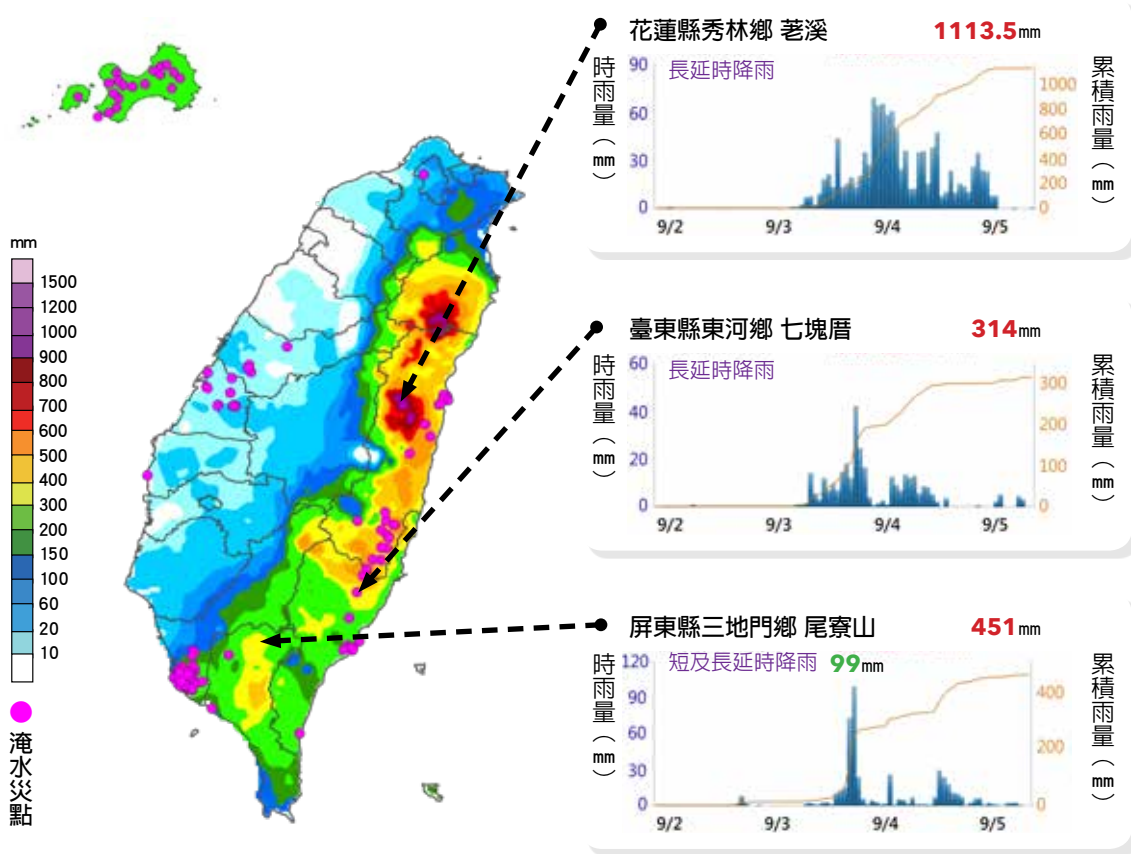 花蓮縣秀林鄉 荖溪 1113.5mm
長延時降雨
時雨量（mm）
90
60
30
0
累積雨量（mm）
1000
800
600
400
200
0
9/2 9/3 9/4 9/5
臺東縣東河鄉 七塊厝 314mm
長延時降雨
時雨量（mm）
60
40
20
0
累積雨量（mm）
300
200
100
0
9/2 9/3 9/4 9/5
屏東縣三地門鄉 尾寮山 451mm
短及長延時降雨 99mm
時雨量（mm）
120
90
60
30
0
累積雨量（mm）
400
200
0
9/2 9/3 9/4 9/5
mm
1500
1200
1000
900
800
700
600
500
400
300
200
150
100
60
20
10
淹水災點